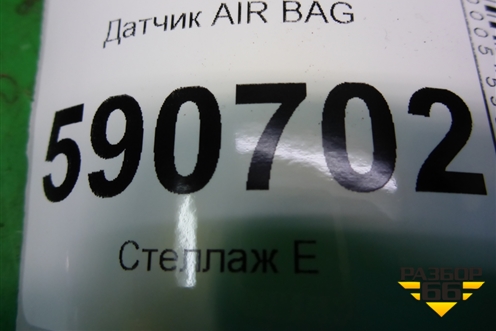 Датчик AIR BAG
590702
Стеллаж E
РАЗБОР
66